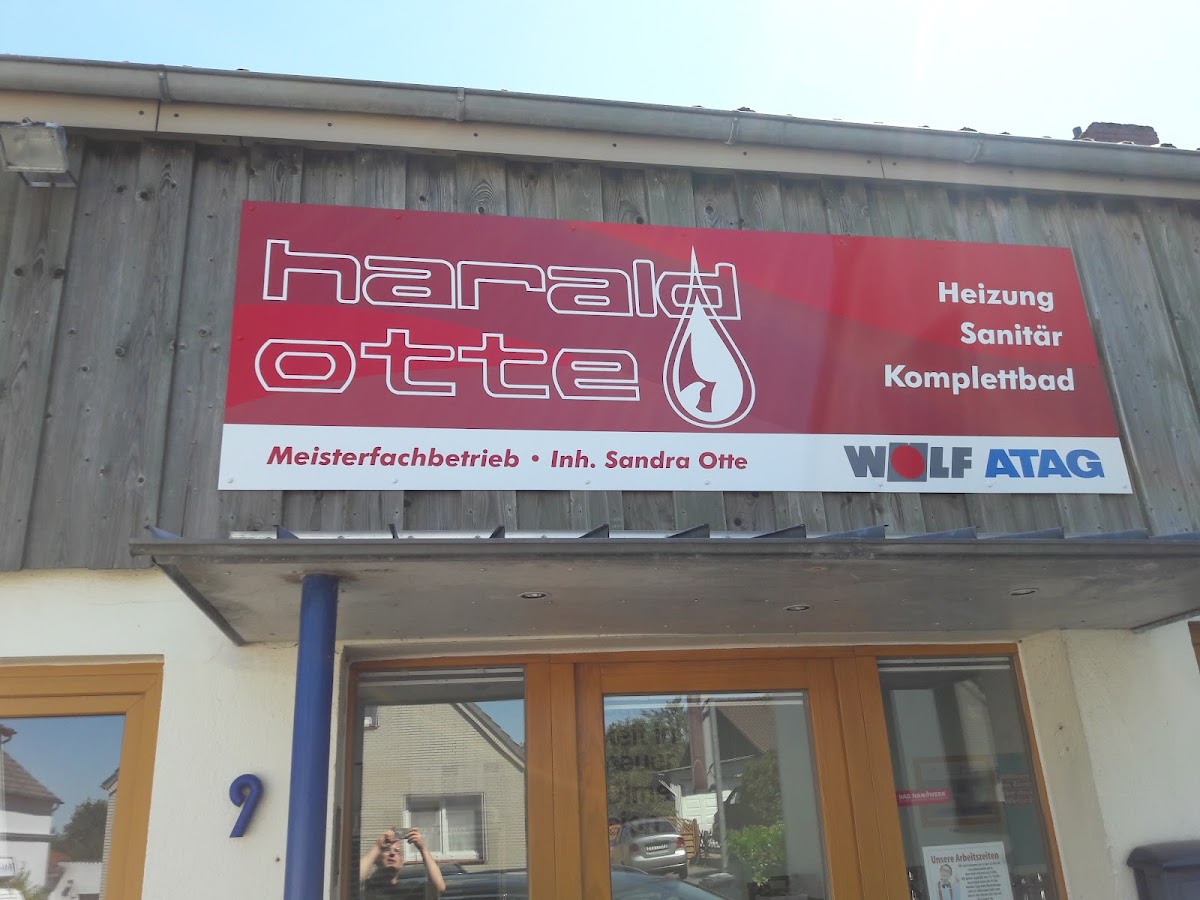 harald
otte
Heizung
Sanitär
Komplettbad
Meisterfachbetrieb • Inh. Sandra Otte
WOLF ATAG
9
Unsere Arbeitszeiten